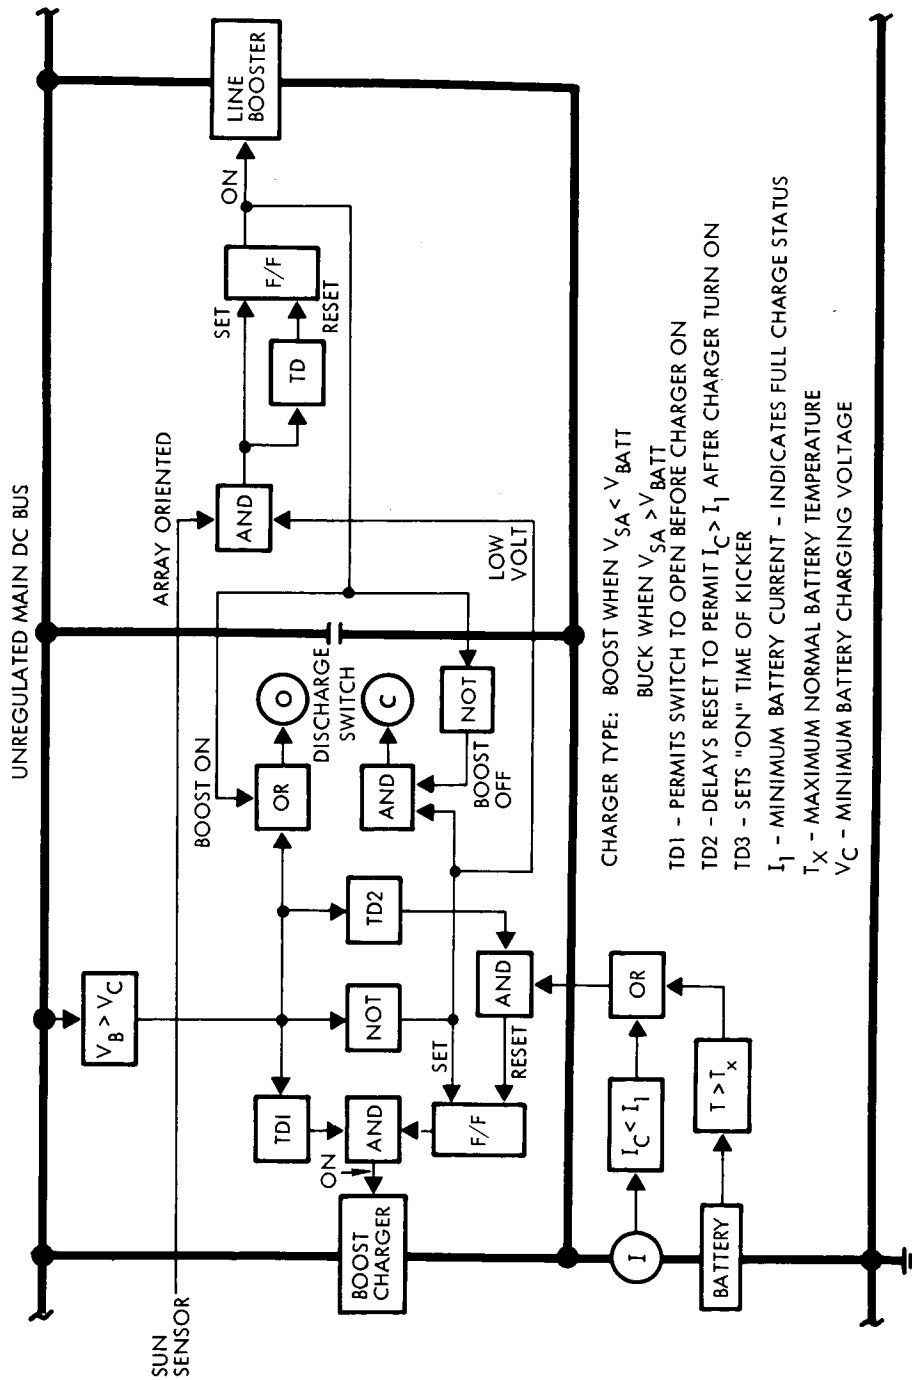 UNREGULATED MAIN DC BUS
SUN
SENSOR
ARRAY ORIENTED
V_B > V_C
BOOST ON
AND
SET
TD
RESET
F/F
ON
LINE
BOOSTER
TD1
OR
O
DISCHARGE
SWITCH
C
NOT
TD2
AND
NOT
BOOST
OFF
LOW
VOLT
ON
AND
BOOST
CHARGER
F/F
SET
RESET
AND
I
I_C < I_1
OR
BATTERY
T > T_x
CHARGER TYPE: BOOST WHEN V_SA < V_BATT
BUCK WHEN V_SA > V_BATT
TD1 - PERMITS SWITCH TO OPEN BEFORE CHARGER ON
TD2 - DELAYS RESET TO PERMIT I_C > I_1 AFTER CHARGER TURN ON
TD3 - SETS "ON" TIME OF KICKER
I_1 - MINIMUM BATTERY CURRENT - INDICATES FULL CHARGE STATUS
T_X - MAXIMUM NORMAL BATTERY TEMPERATURE
V_C - MINIMUM BATTERY CHARGING VOLTAGE